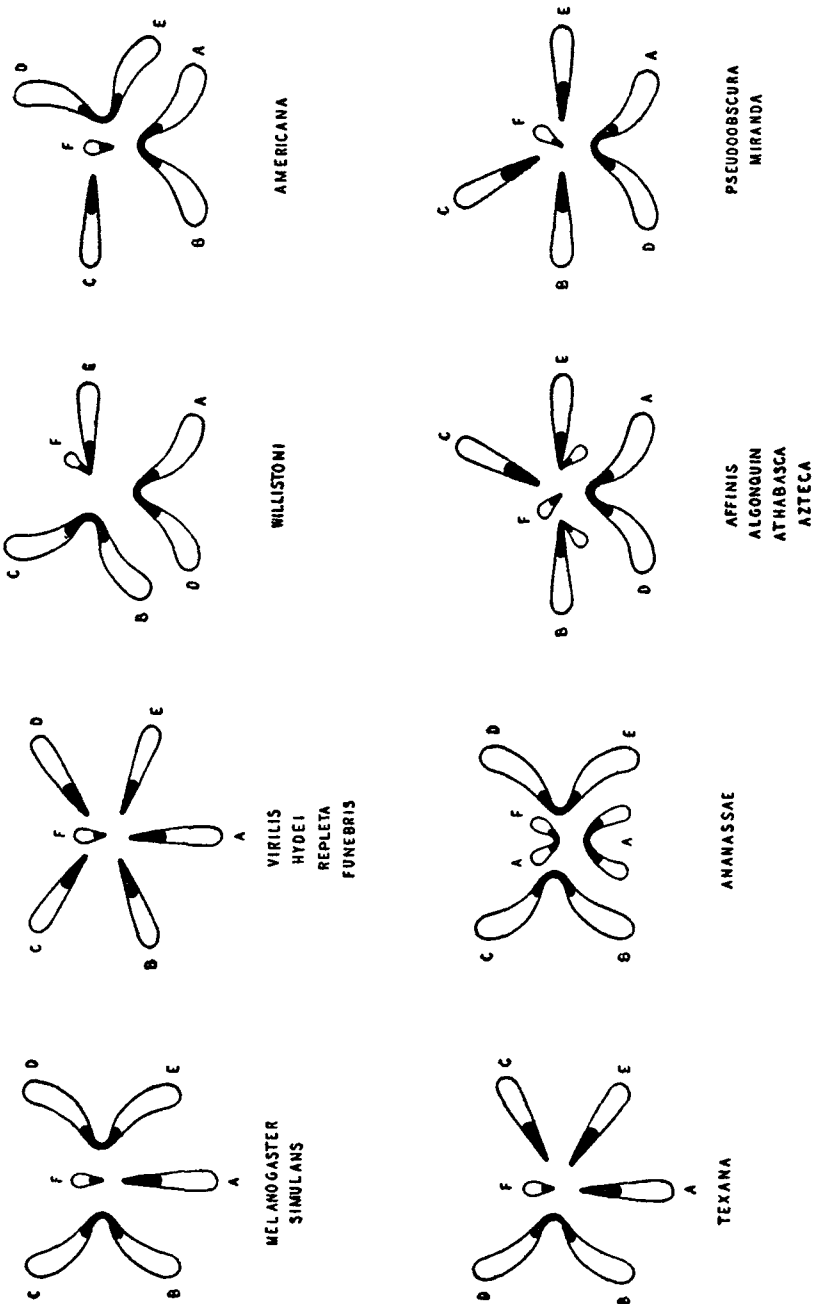 C D
F
B E
A
MELANOGASTER
SIMULANS
C D
F
B E
A
VIRILIS
HYDEI
REPLETA
FUNEBRIS
C
F
E
B
D A
WILLISTONI
D
F
C
E
B A
AMERICANA
D
C
F
B E
A
TEXANA
C D
A F
B E
A
ANANASSAE
C
F
B E
D A
AFFINIS
ALGONQUIN
ATHABASCA
AZTECA
C
F
B E
D A
PSEUDOOBSCURA
MIRANDA